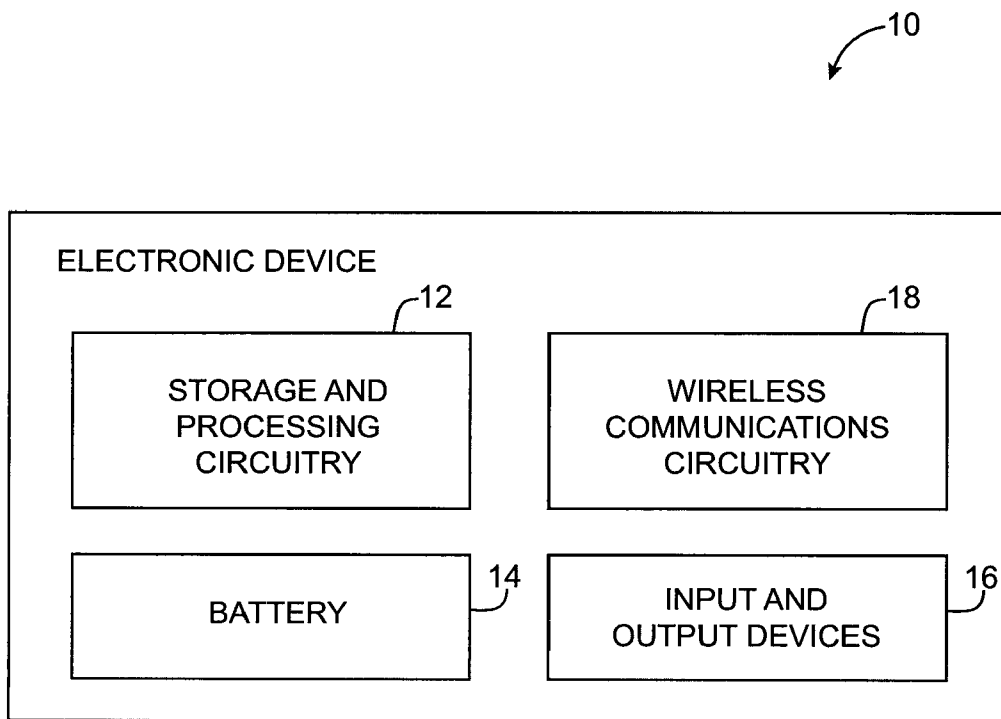 10
ELECTRONIC DEVICE
12
18
STORAGE AND
PROCESSING
CIRCUITRY
WIRELESS
COMMUNICATIONS
CIRCUITRY
14
16
BATTERY
INPUT AND
OUTPUT DEVICES